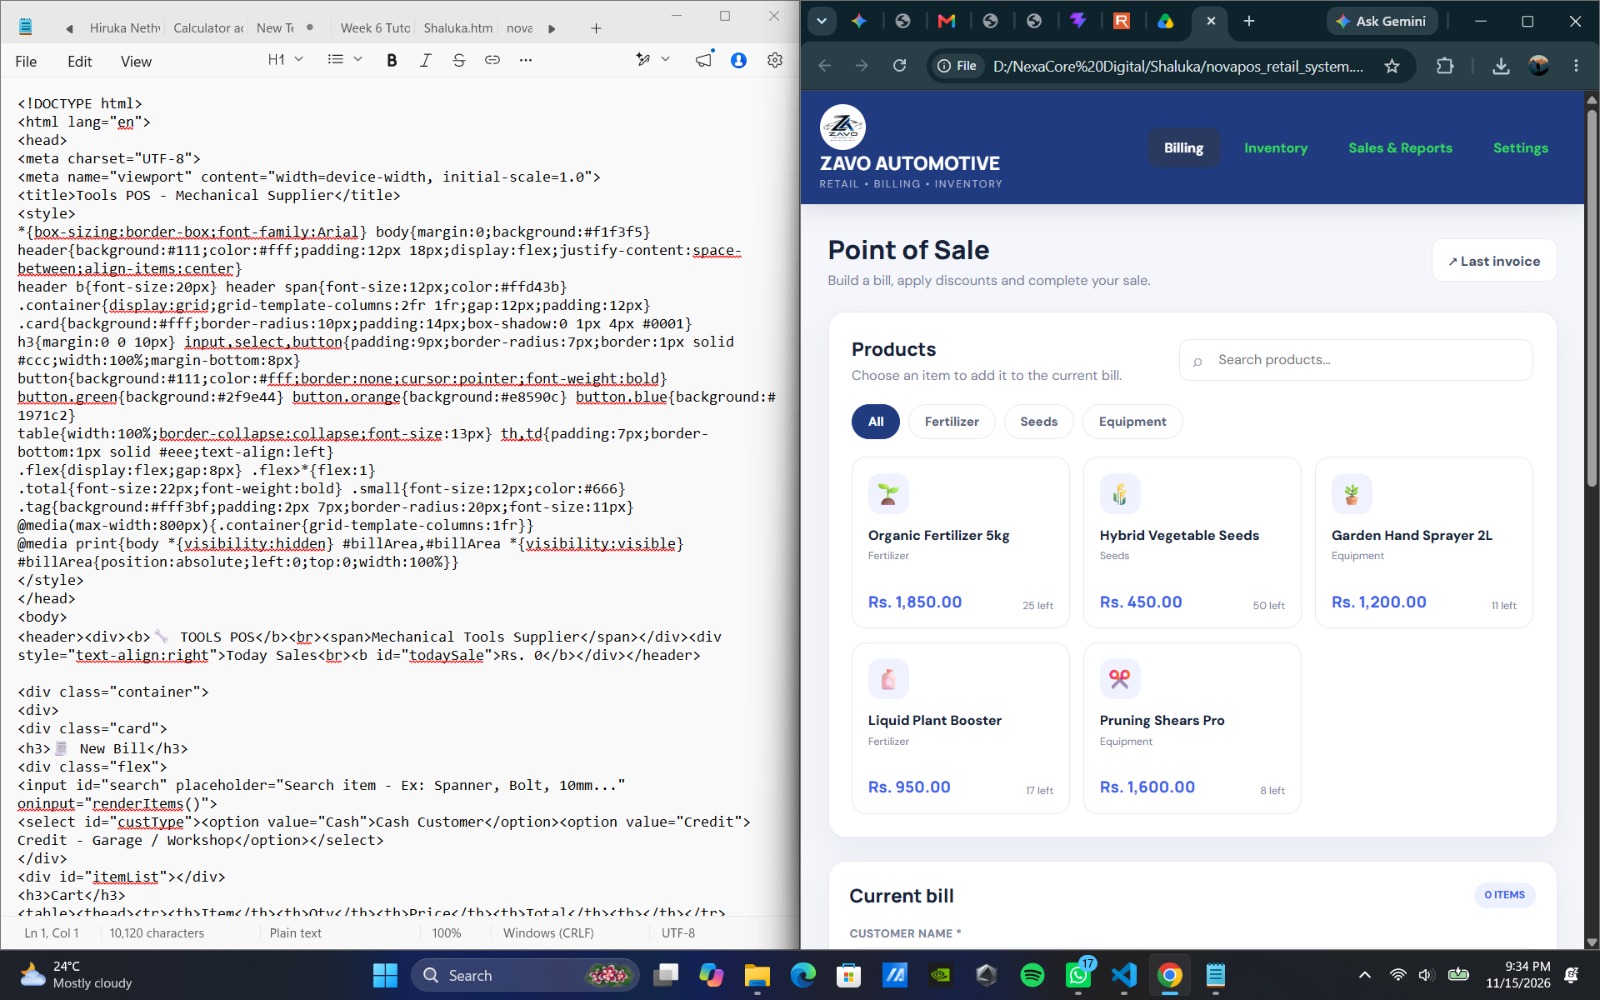 Hiruka Neth
Calculator ac
New Te
Week 6 Tuto
Shaluka.htm
nova
File
Edit
View
H1
B
I
S
<!DOCTYPE html>
<html lang="en">
<head>
<meta charset="UTF-8">
<meta name="viewport" content="width=device-width, initial-scale=1.0">
<title>Tools POS - Mechanical Supplier</title>
<style>
*{box-sizing:border-box;font-family:Arial} body{margin:0;background:#f1f3f5}
header{background:#111;color:#fff;padding:12px 18px;display:flex;justify-content:space-
between;align-items:center}
header b{font-size:20px} header span{font-size:12px;color:#ffd43b}
.container{display:grid;grid-template-columns:2fr 1fr;gap:12px;padding:12px}
.card{background:#fff;border-radius:10px;padding:14px;box-shadow:0 1px 4px #0001}
h3{margin:0 0 10px} input,select,button{padding:9px;border-radius:7px;border:1px solid
#ccc;width:100%;margin-bottom:8px}
button{background:#111;color:#fff;border:none;cursor:pointer;font-weight:bold}
button.green{background:#2f9e44} button.orange{background:#e8590c} button.blue{background:#
1971c2}
table{width:100%;border-collapse:collapse;font-size:13px} th,td{padding:7px;border-
bottom:1px solid #eee;text-align:left}
.flex{display:flex;gap:8px} .flex>*{flex:1}
.total{font-size:22px;font-weight:bold} .small{font-size:12px;color:#666}
.tag{background:#fff3bf;padding:2px 7px;border-radius:20px;font-size:11px}
@media(max-width:800px){.container{grid-template-columns:1fr}}
@media print{body *{visibility:hidden} #billArea,#billArea *{visibility:visible}
#billArea{position:absolute;left:0;top:0;width:100%}}
</style>
</head>
<body>
<header><div><b>🔧 TOOLS POS</b><br><span>Mechanical Tools Supplier</span></div><div
style="text-align:right">Today Sales<br><b id="todaySale">Rs. 0</b></div></header>
<div class="container">
<div>
<div class="card">
<h3>🧾 New Bill</h3>
<div class="flex">
<input id="search" placeholder="Search item - Ex: Spanner, Bolt, 10mm..."
oninput="renderItems()">
<select id="custType"><option value="Cash">Cash Customer</option><option value="Credit">
Credit - Garage / Workshop</option></select>
</div>
<div id="itemList"></div>
<h3>Cart</h3>
<table><thead><tr><th>Item</th><th>Qty</th><th>Price</th><th>Total</th><th></th></tr>
Ln 1, Col 1
10,120 characters
Plain text
100%
Windows (CRLF)
UTF-8
Ask Gemini
File
D:/NexaCore%20Digital/Shaluka/novapos_retail_system....
ZAVO
ZAVO AUTOMOTIVE
RETAIL • BILLING • INVENTORY
Billing
Inventory
Sales & Reports
Settings
Point of Sale
Build a bill, apply discounts and complete your sale.
↗ Last invoice
Products
Choose an item to add it to the current bill.
Search products...
All
Fertilizer
Seeds
Equipment
Organic Fertilizer 5kg
Fertilizer
Rs. 1,850.00
25 left
Hybrid Vegetable Seeds
Seeds
Rs. 450.00
50 left
Garden Hand Sprayer 2L
Equipment
Rs. 1,200.00
11 left
Liquid Plant Booster
Fertilizer
Rs. 950.00
17 left
Pruning Shears Pro
Equipment
Rs. 1,600.00
8 left
Current bill
0 ITEMS
CUSTOMER NAME *
24°C
Mostly cloudy
Search
17
9:34 PM
11/15/2026